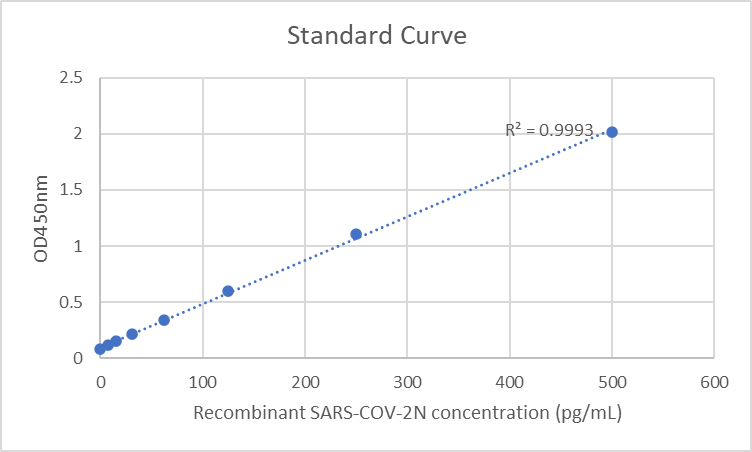 Standard Curve
2.5
2
1.5
1
0.5
0
R² = 0.9993
OD450nm
0 100 200 300 400 500 600
Recombinant SARS-COV-2N concentration (pg/mL)